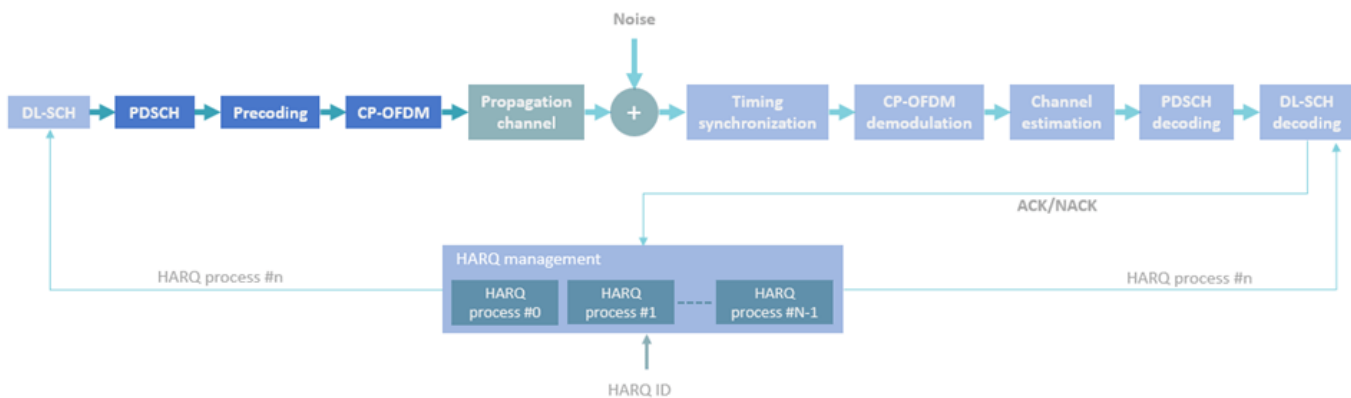 Noise
DL-SCH
PDSCH
Precoding
CP-OFDM
Propagation
channel
+
Timing
synchronization
CP-OFDM
demodulation
Channel
estimation
PDSCH
decoding
DL-SCH
decoding
ACK/NACK
HARQ management
HARQ process #n
HARQ process #n
HARQ
process #0
HARQ
process #1
HARQ
process #N-1
HARQ ID